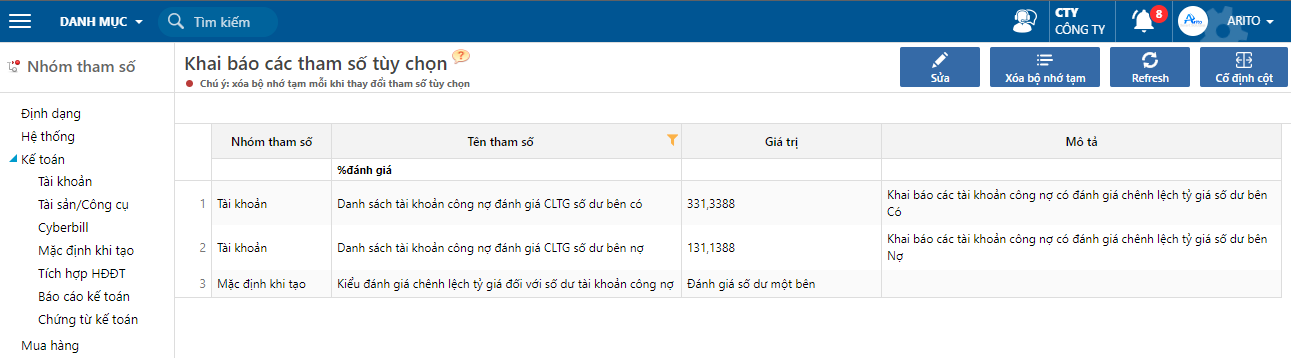 DANH MỤC
Tìm kiếm
CTY
CÔNG TY
8
Arito
ARITO
Nhóm tham số
Khai báo các tham số tùy chọn ?
Chú ý: xóa bộ nhớ tạm mỗi khi thay đổi tham số tùy chọn
Sửa
Xóa bộ nhớ tạm
Refresh
Cố định cột
Định dạng
Hệ thống
Kế toán
Tài khoản
Tài sản/Công cụ
Cyberbill
Mặc định khi tạo
Tích hợp HĐĐT
Báo cáo kế toán
Chứng từ kế toán
Mua hàng
Nhóm tham số Tên tham số Giá trị Mô tả
%đánh giá
1 Tài khoản Danh sách tài khoản công nợ đánh giá CLTG số dư bên có 331,3388 Khai báo các tài khoản công nợ có đánh giá chênh lệch tỷ giá số dư bên
Có
2 Tài khoản Danh sách tài khoản công nợ đánh giá CLTG số dư bên nợ 131,1388 Khai báo các tài khoản công nợ có đánh giá chênh lệch tỷ giá số dư bên
Nợ
3 Mặc định khi tạo Kiểu đánh giá chênh lệch tỷ giá đối với số dư tài khoản công nợ Đánh giá số dư một bên